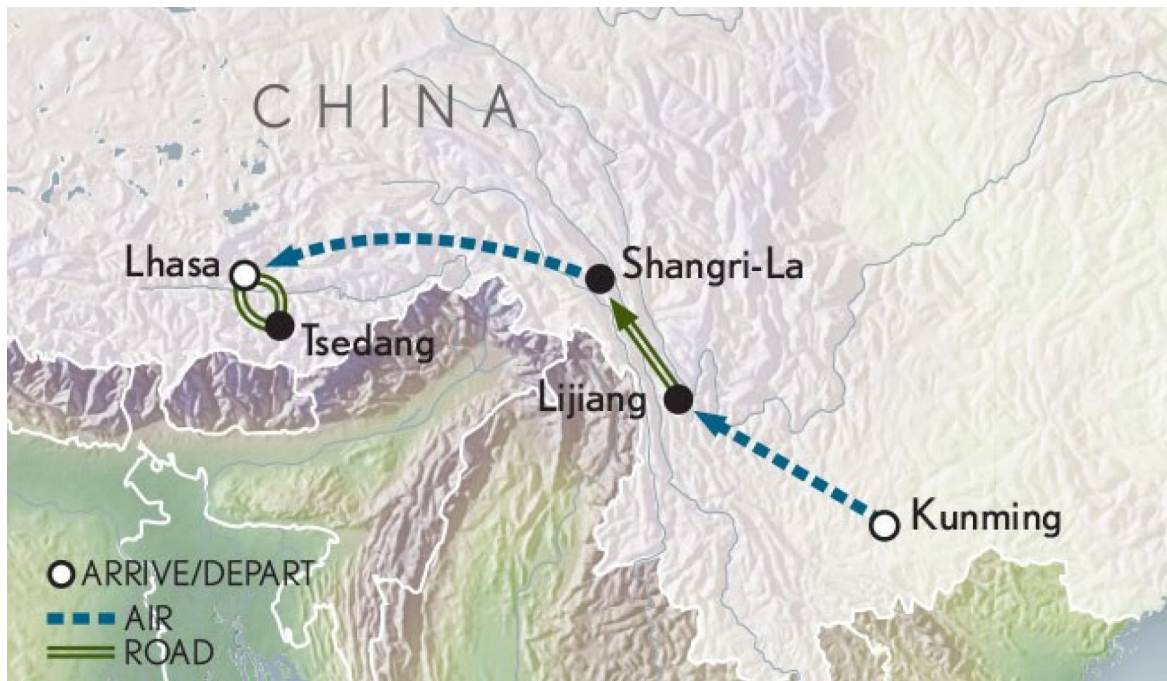 CHINA
Lhasa
Shangri-La
Tsedang
Lijiang
Kunming
ARRIVE/DEPART
AIR
ROAD